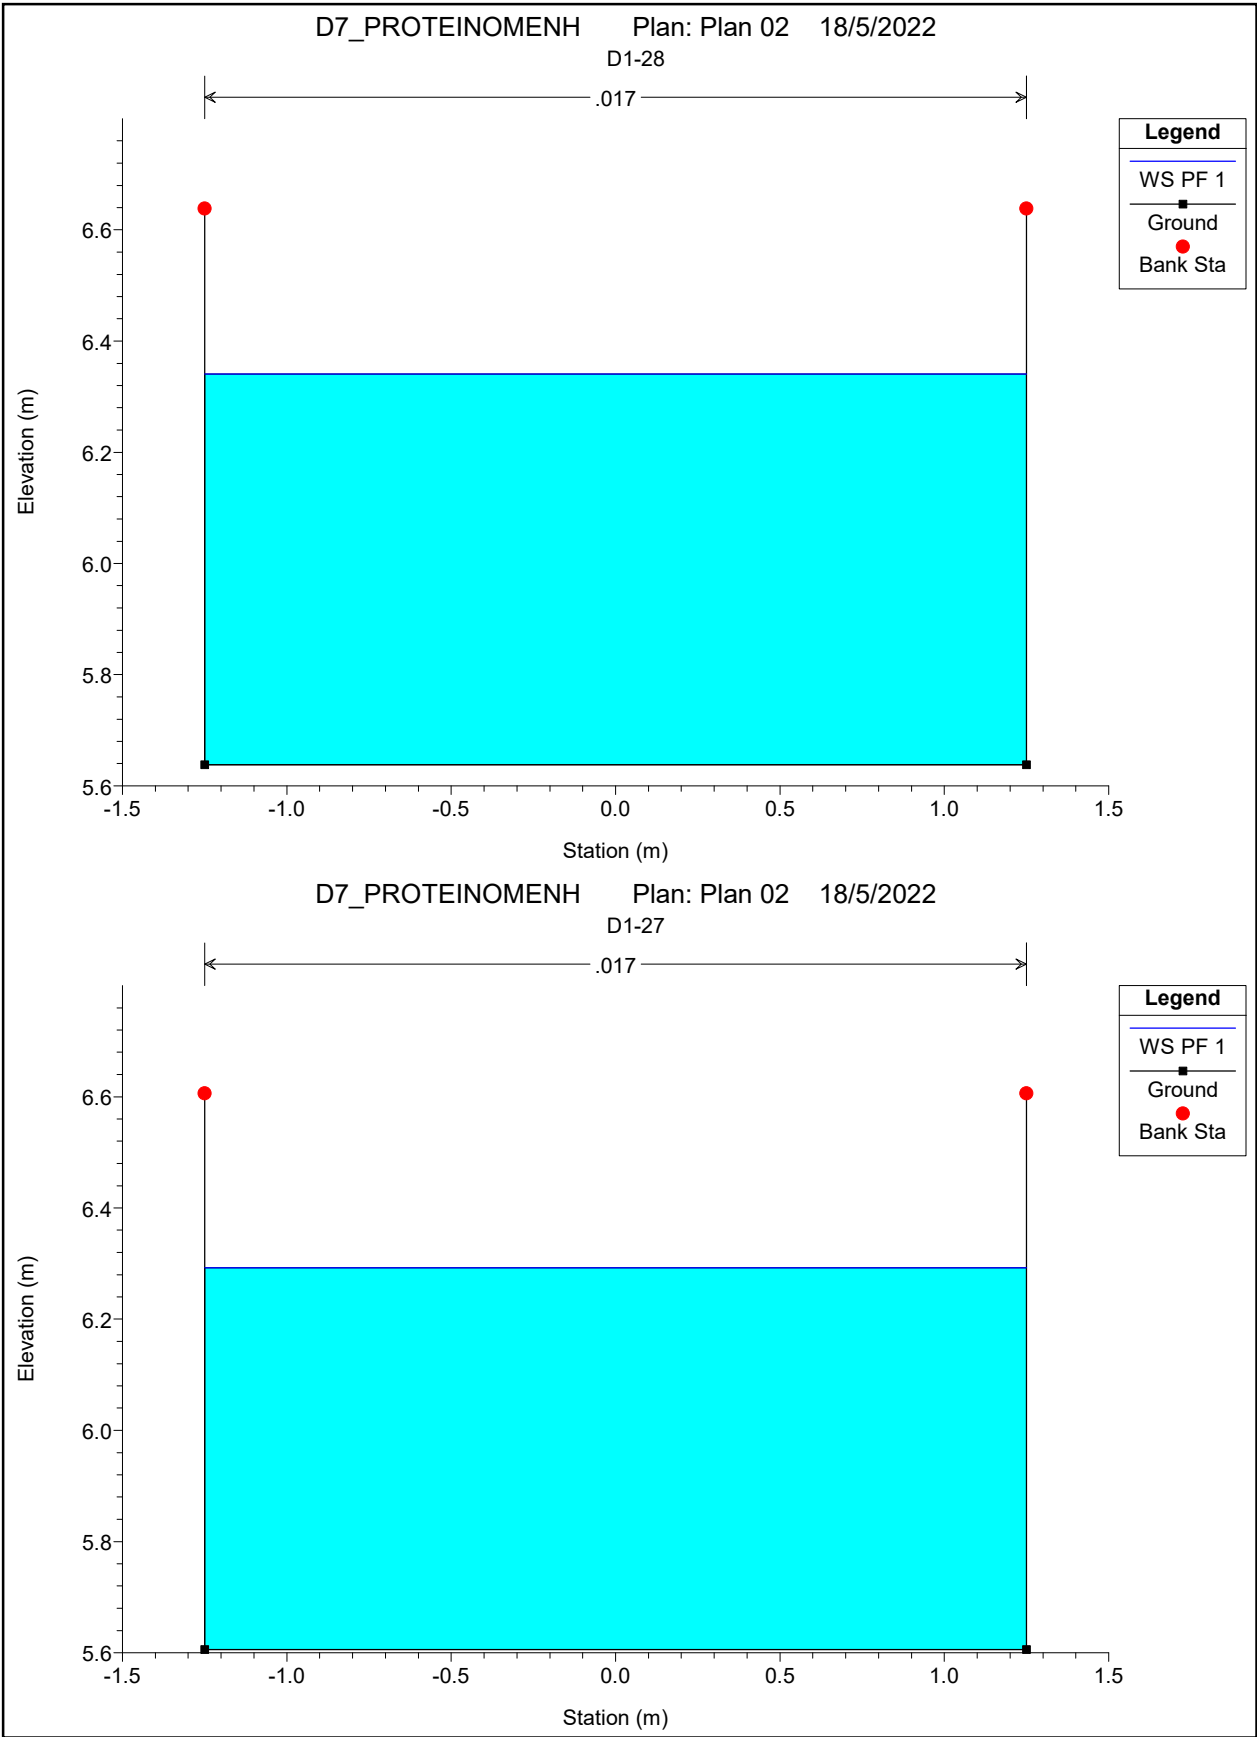 D7_PROTEINOMENH Plan: Plan 02 18/5/2022
D1-28
.017
Legend
WS PF 1
Ground
Bank Sta
6.6
6.4
6.2
6.0
5.8
5.6
Elevation (m)
-1.5 -1.0 -0.5 0.0 0.5 1.0 1.5
Station (m)
D7_PROTEINOMENH Plan: Plan 02 18/5/2022
D1-27
.017
Legend
WS PF 1
Ground
Bank Sta
6.6
6.4
6.2
6.0
5.8
5.6
Elevation (m)
-1.5 -1.0 -0.5 0.0 0.5 1.0 1.5
Station (m)